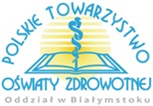 POLSKIE TOWARZYSTWO
OŚWIATY ZDROWOTNEJ
Oddział w Białymstoku